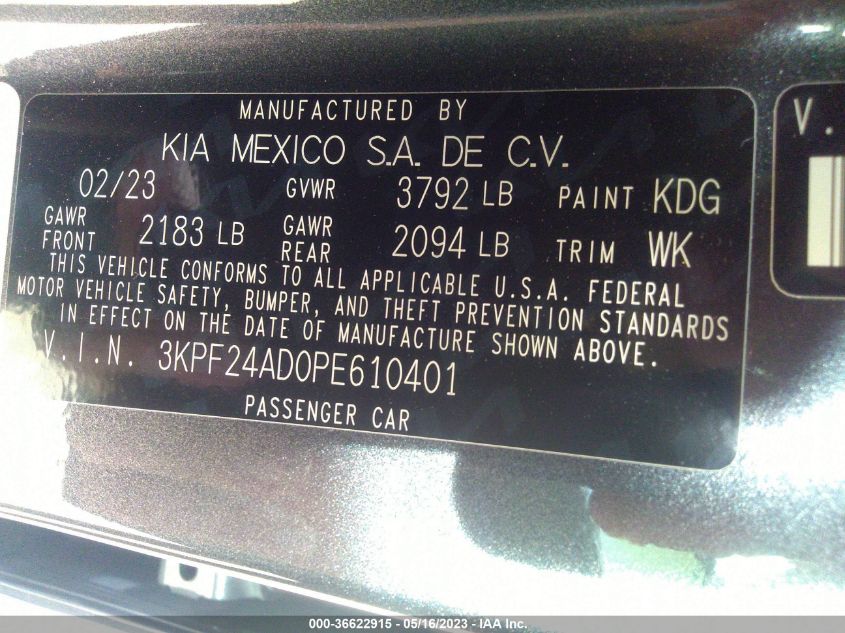 MANUFACTURED BY
KIA MEXICO S.A. DE C.V.
02/23 GVWR 3792 LB PAINT KDG
GAWR FRONT 2183 LB GAWR REAR 2094 LB TRIM WK
THIS VEHICLE CONFORMS TO ALL APPLICABLE U.S.A. FEDERAL
MOTOR VEHICLE SAFETY, BUMPER, AND THEFT PREVENTION STANDARDS
IN EFFECT ON THE DATE OF MANUFACTURE SHOWN ABOVE.
V.I.N. 3KPF24AD0PE610401
PASSENGER CAR
V.
000-36622915 - 05/16/2023 - IAA Inc.